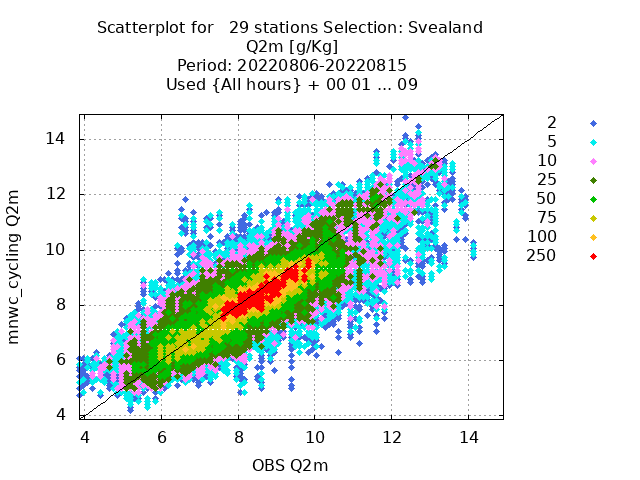 Scatterplot for   29 stations Selection: Svealand
Q2m [g/Kg]
Period: 20220806-20220815
Used {All hours} + 00 01 ... 09
2
5
10
25
50
75
100
250
14
12
10
8
6
4
mnwc_cycling Q2m
4 6 8 10 12 14
OBS Q2m